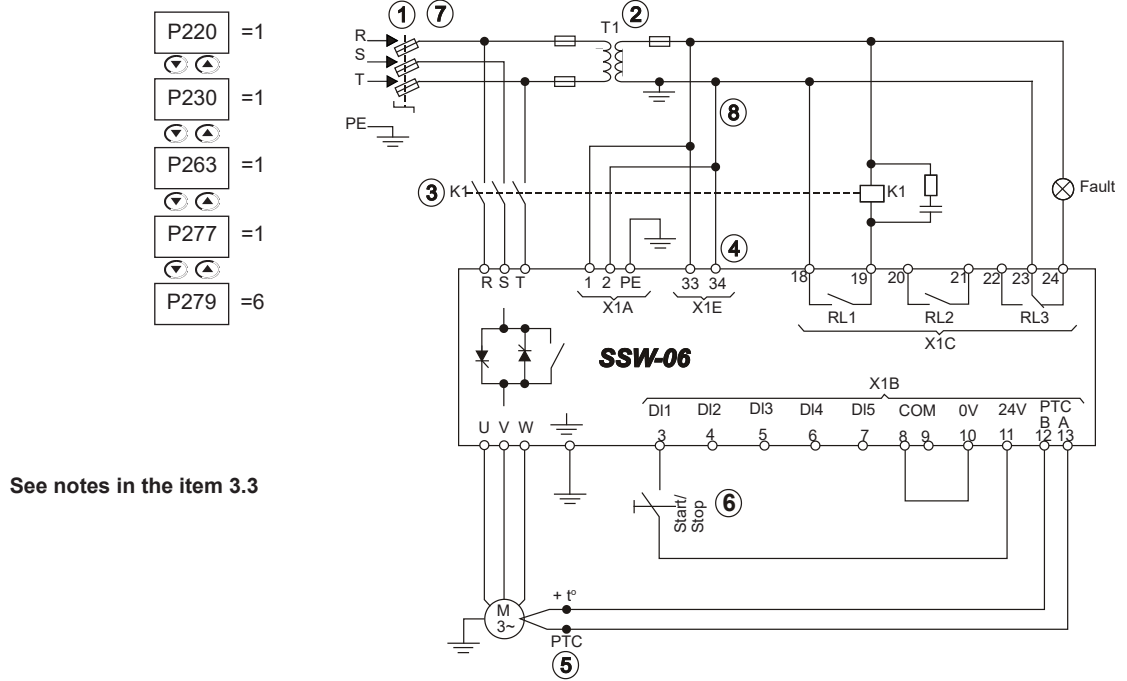 P220 =1
P230 =1
P263 =1
P277 =1
P279 =6
See notes in the item 3.3
1 7 T1 2
R
S
T
PE
8
3 K1 K1 Fault
4
R S T 1 2 PE 33 34 18 19 20 21 22 23 24
X1A X1E RL1 RL2 RL3
X1C
SSW-06
X1B
U V W DI1 DI2 DI3 DI4 DI5 COM 0V 24V PTC
B A
3 4 5 6 7 8 9 10 11 12 13
Start/
Stop
6
+ tº
M
3~
PTC
5